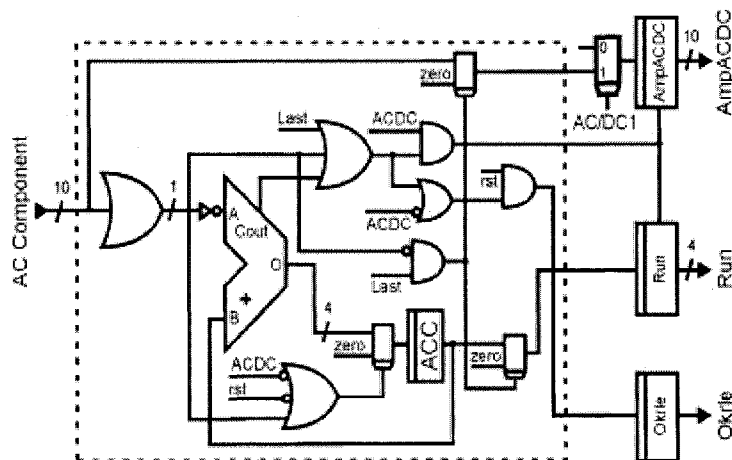 AC Component
10
1
Last
ACDC
zero
0
1
AC/DC1
AmpACDC
10
AmpACDC
A
Cout
O
+
B
ACDC
rst
Last
4
zero
ACC
zero
ACDC
rst
Run
4
Run
Okrle
Okrle